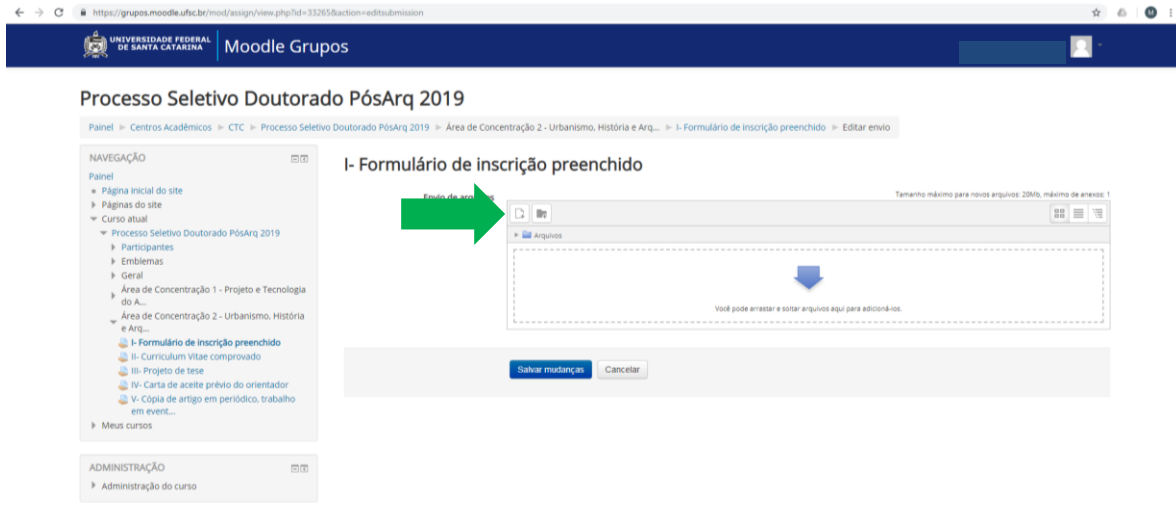 https://grupos.moodle.ufsc.br/mod/assign/view.php?id=33265&action=editsubmission
M
UNIVERSIDADE FEDERAL
DE SANTA CATARINA
Moodle Grupos
Processo Seletivo Doutorado PósArq 2019
Painel Centros Acadêmicos CTC Processo Seletivo Doutorado PósArq 2019 Área de Concentração 2 - Urbanismo, História e Arq... I- Formulário de inscrição preenchido Editar envio
NAVEGAÇÃO
Painel
Página inicial do site
Páginas do site
Curso atual
Processo Seletivo Doutorado PósArq 2019
Participantes
Emblemas
Geral
Área de Concentração 1 - Projeto e Tecnologia
do A...
Área de Concentração 2 - Urbanismo, História
e Arq...
I- Formulário de inscrição preenchido
II- Curriculum Vitae comprovado
III- Projeto de tese
IV- Carta de aceite prévio do orientador
V- Cópia de artigo em periódico, trabalho
em event...
Meus cursos
ADMINISTRAÇÃO
Administração do curso
I- Formulário de inscrição preenchido
Envio de arquivos
Tamanho máximo para novos arquivos: 20Mb, máximo de anexos: 1
Arquivos
Você pode arrastar e soltar arquivos aqui para adicioná-los.
Salvar mudanças Cancelar